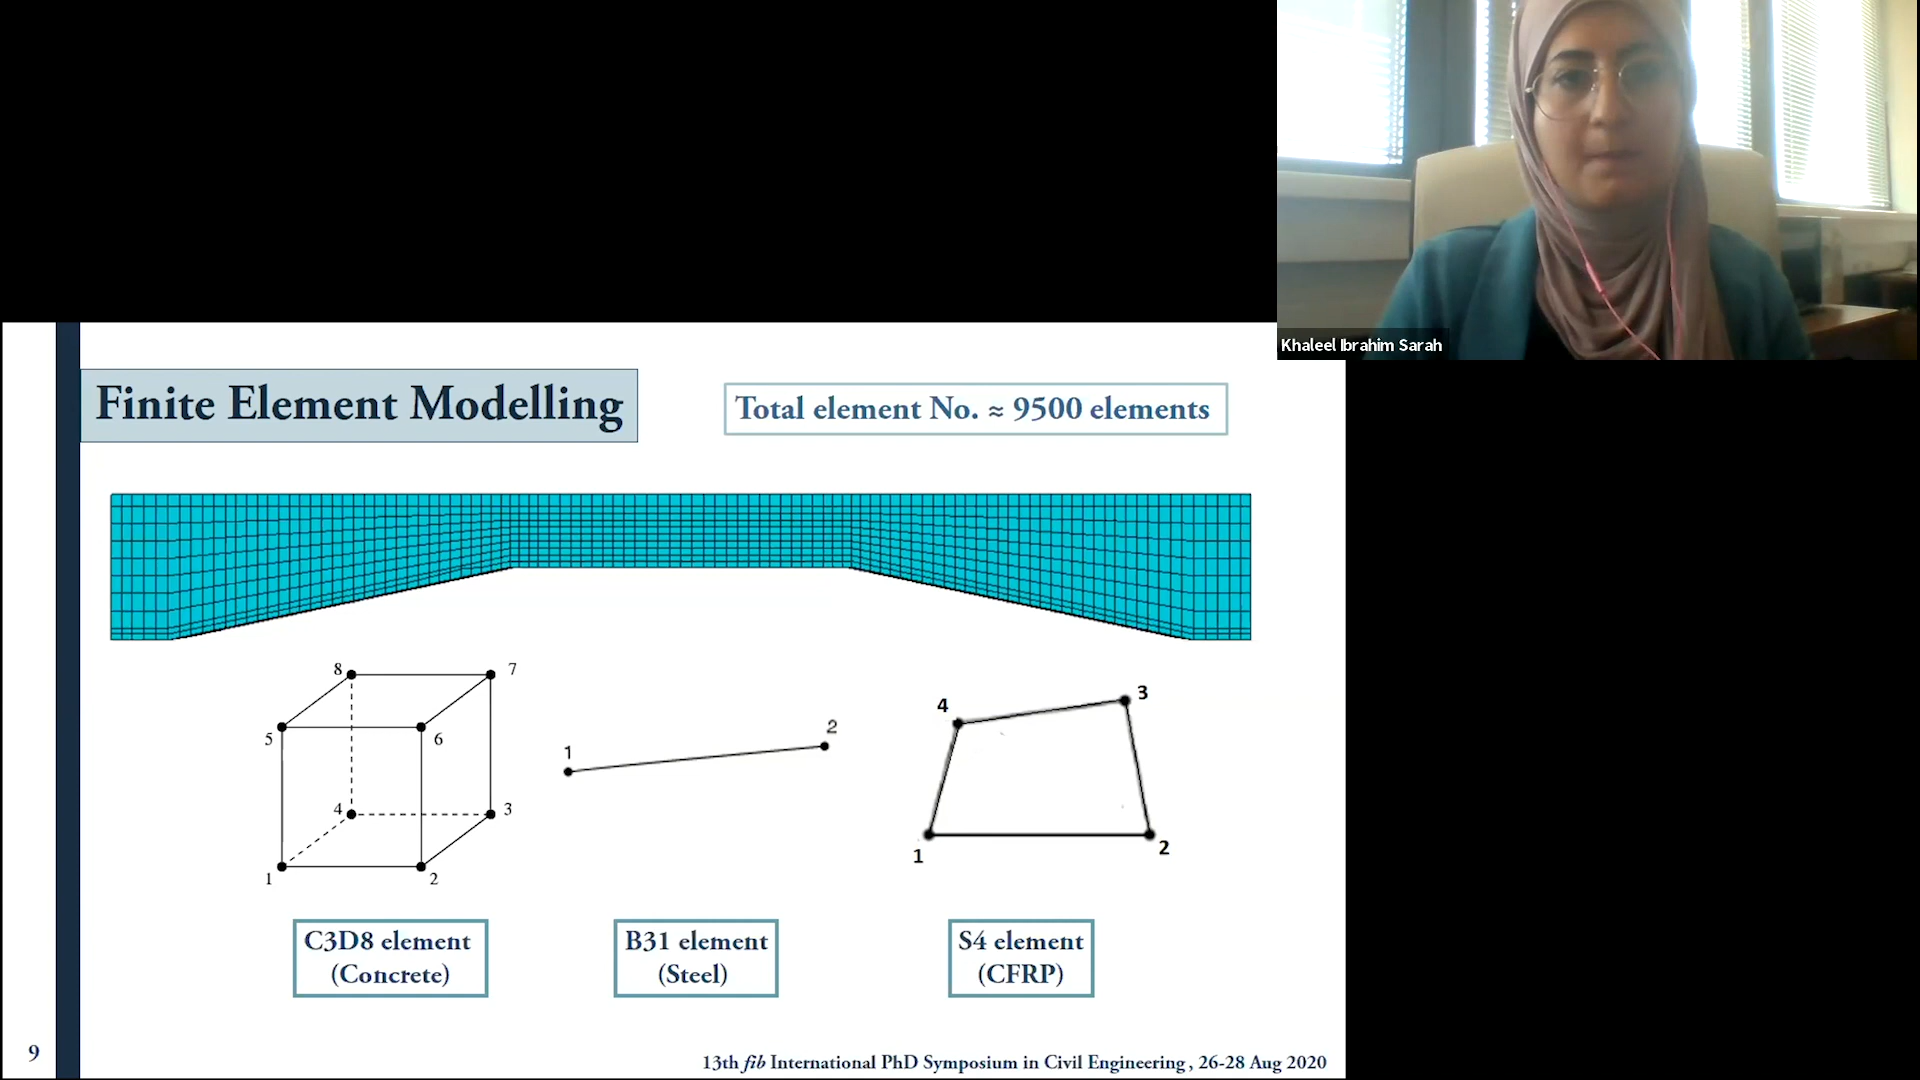 Khaleel Ibrahim Sarah
Finite Element Modelling
Total element No. ≈ 9500 elements
8
7
5
6
4
3
1
2
1
2
4
3
1
2
C3D8 element
(Concrete)
B31 element
(Steel)
S4 element
(CFRP)
9
13th fib International PhD Symposium in Civil Engineering, 26-28 Aug 2020